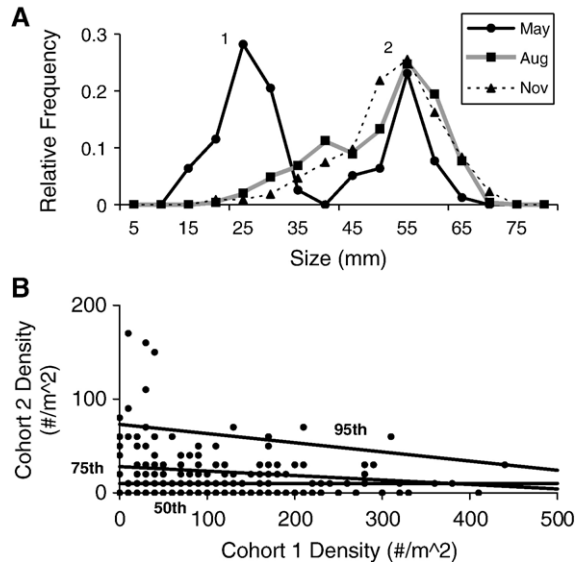 A
1
2
May
Aug
Nov
Relative Frequency
0.3
0.2
0.1
0
5 15 25 35 45 55 65 75
Size (mm)
B
Cohort 2 Density
(#/m^2)
200
100
0
95th
75th
50th
0 100 200 300 400 500
Cohort 1 Density (#/m^2)